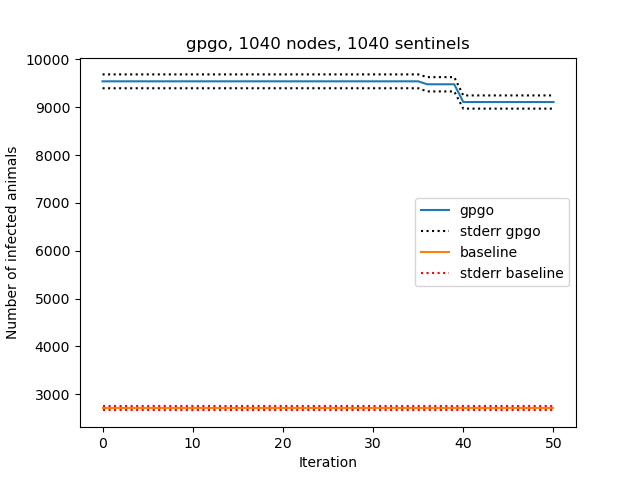 gpgo, 1040 nodes, 1040 sentinels
Number of infected animals
10000
9000
8000
7000
6000
5000
4000
3000
gpgo
stderr gpgo
baseline
stderr baseline
0 10 20 30 40 50
Iteration